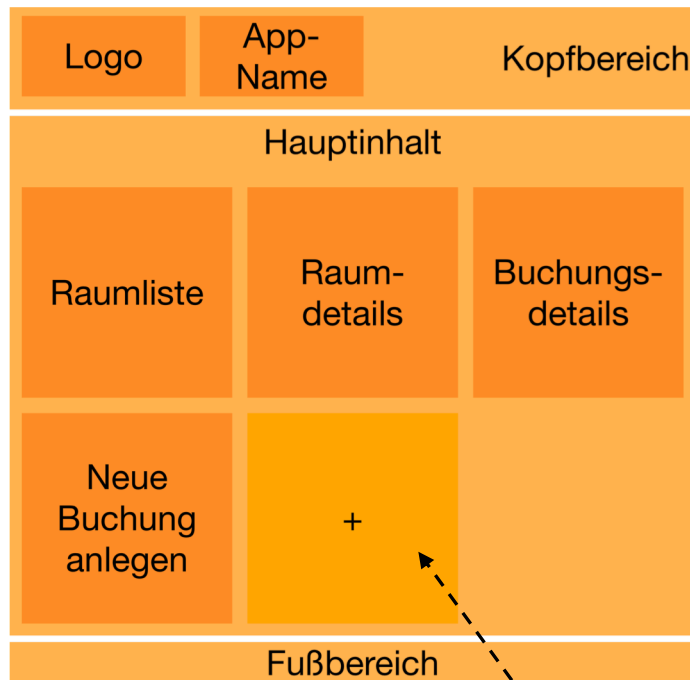 Logo
App-
Name
Kopfbereich
Hauptinhalt
Raumliste
Raum-
details
Buchungs-
details
Neue
Buchung
anlegen
+
Fußbereich